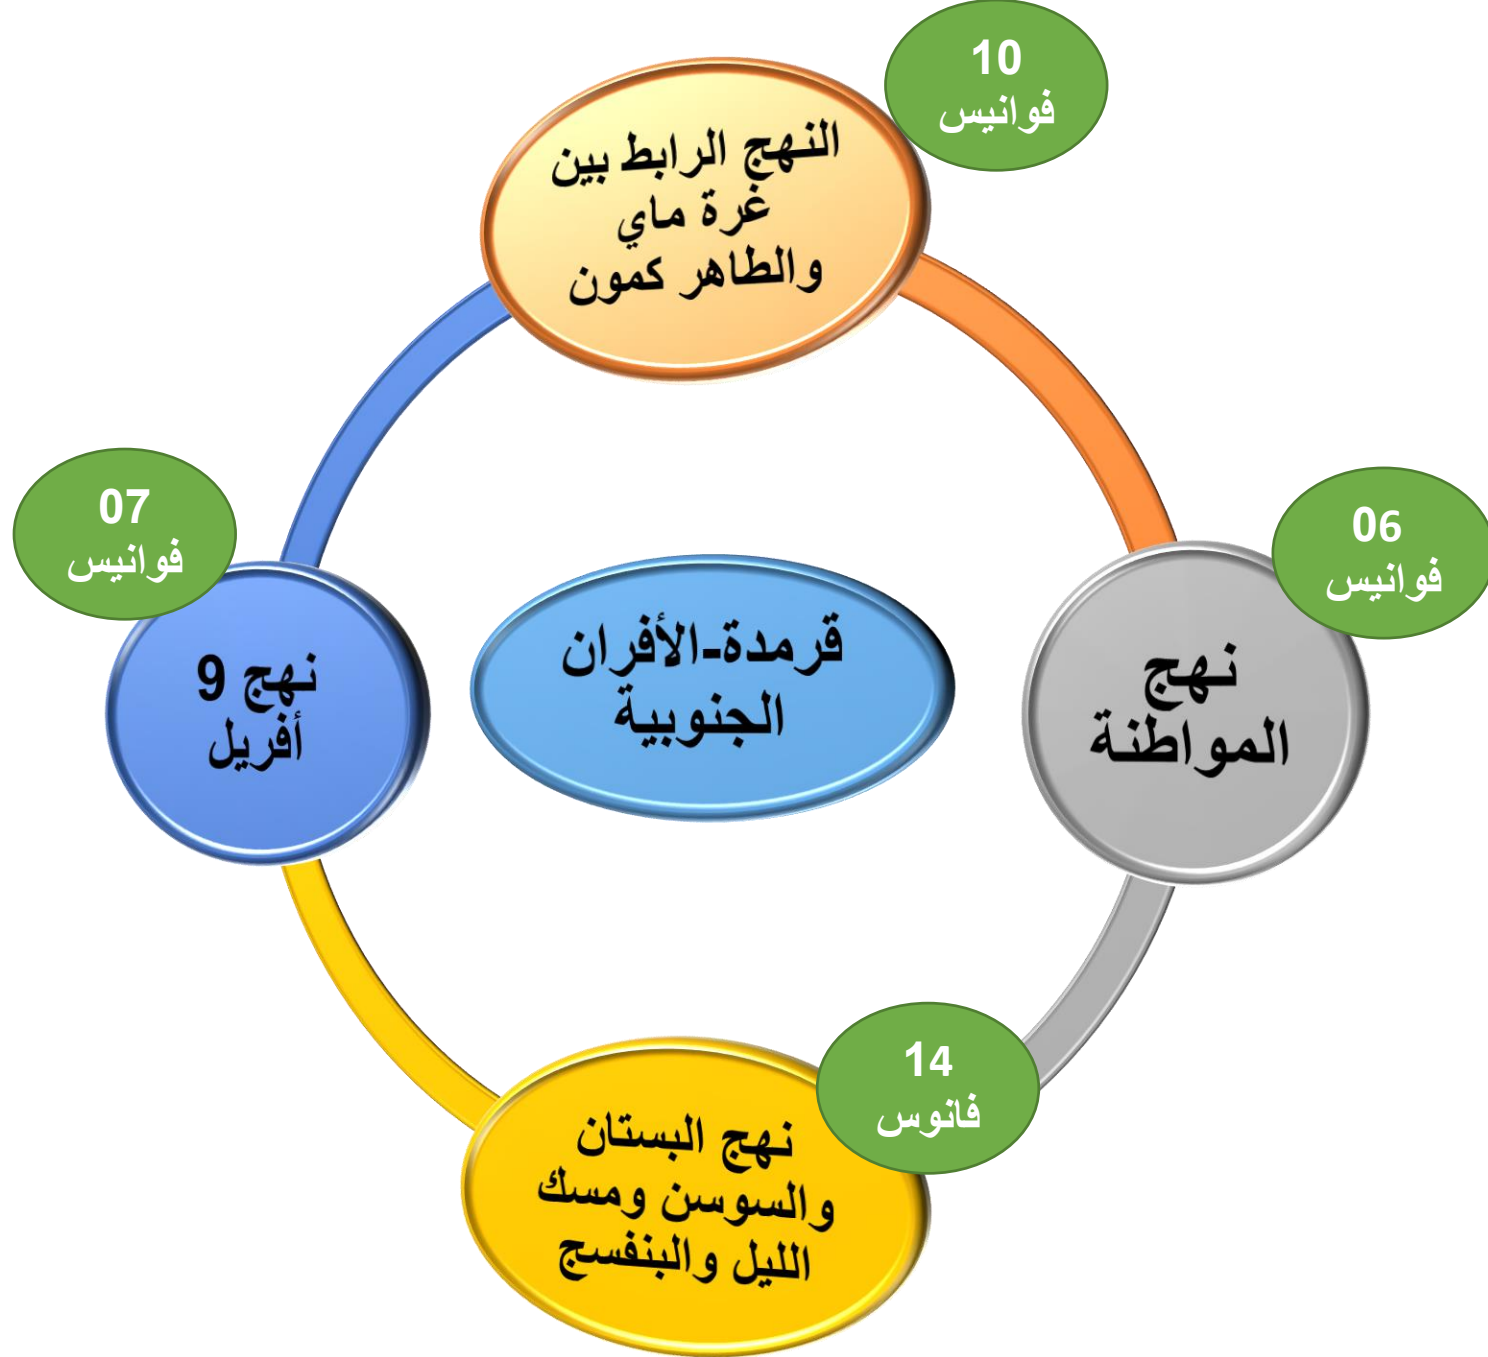 10
فوانيس
النهج الرابط بين
غرة ماي
والطاهر كمون
06
فوانيس
نهج
المواطنة
14
فانوس
نهج البستان
والسوسن ومسك
الليل والبنفسج
07
فوانيس
نهج 9
أفريل
قرمدة-الأفران
الجنوبية